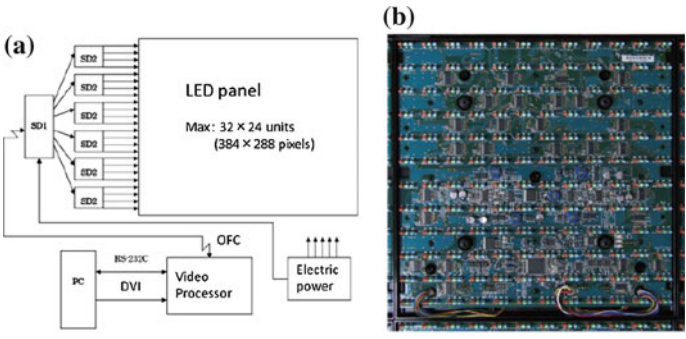 (a)
(b)
SD2
SD2
SD2
SD2
SD2
SD2
SD1
LED panel
Max: 32 × 24 units
(384 × 288 pixels)
OFC
PC
RS-232C
DVI
Video
Processor
Electric
power